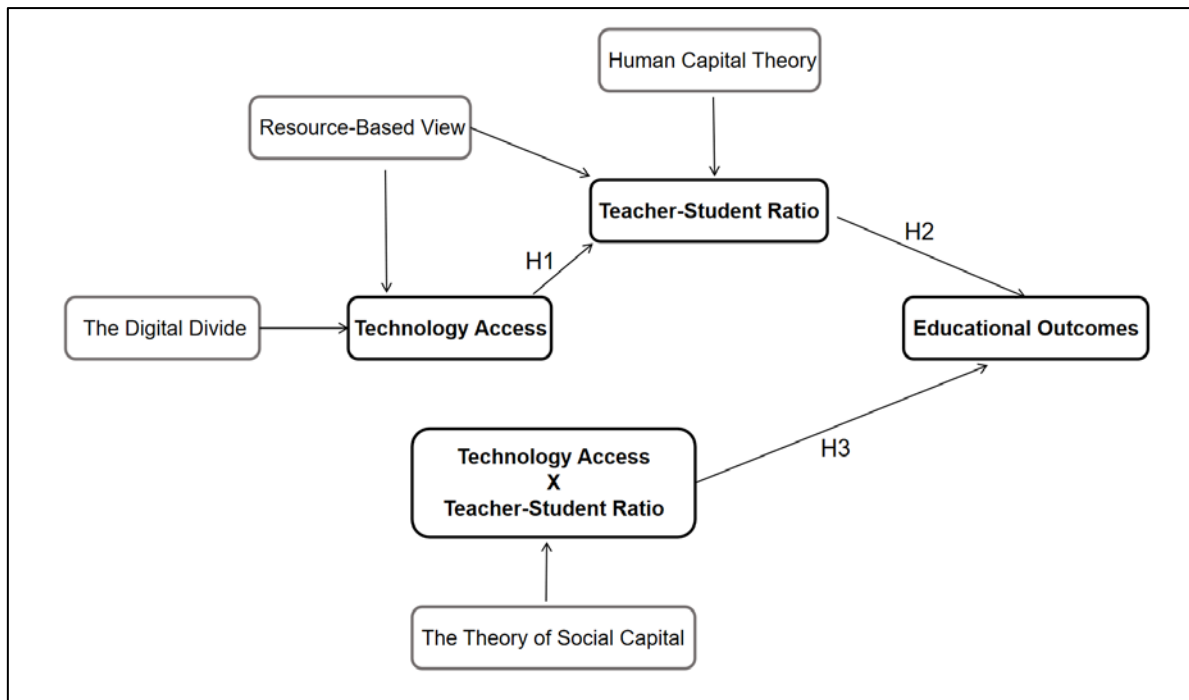 Human Capital Theory
Resource-Based View
Teacher-Student Ratio
H1
H2
The Digital Divide
Technology Access
Educational Outcomes
Technology Access
X
Teacher-Student Ratio
H3
The Theory of Social Capital